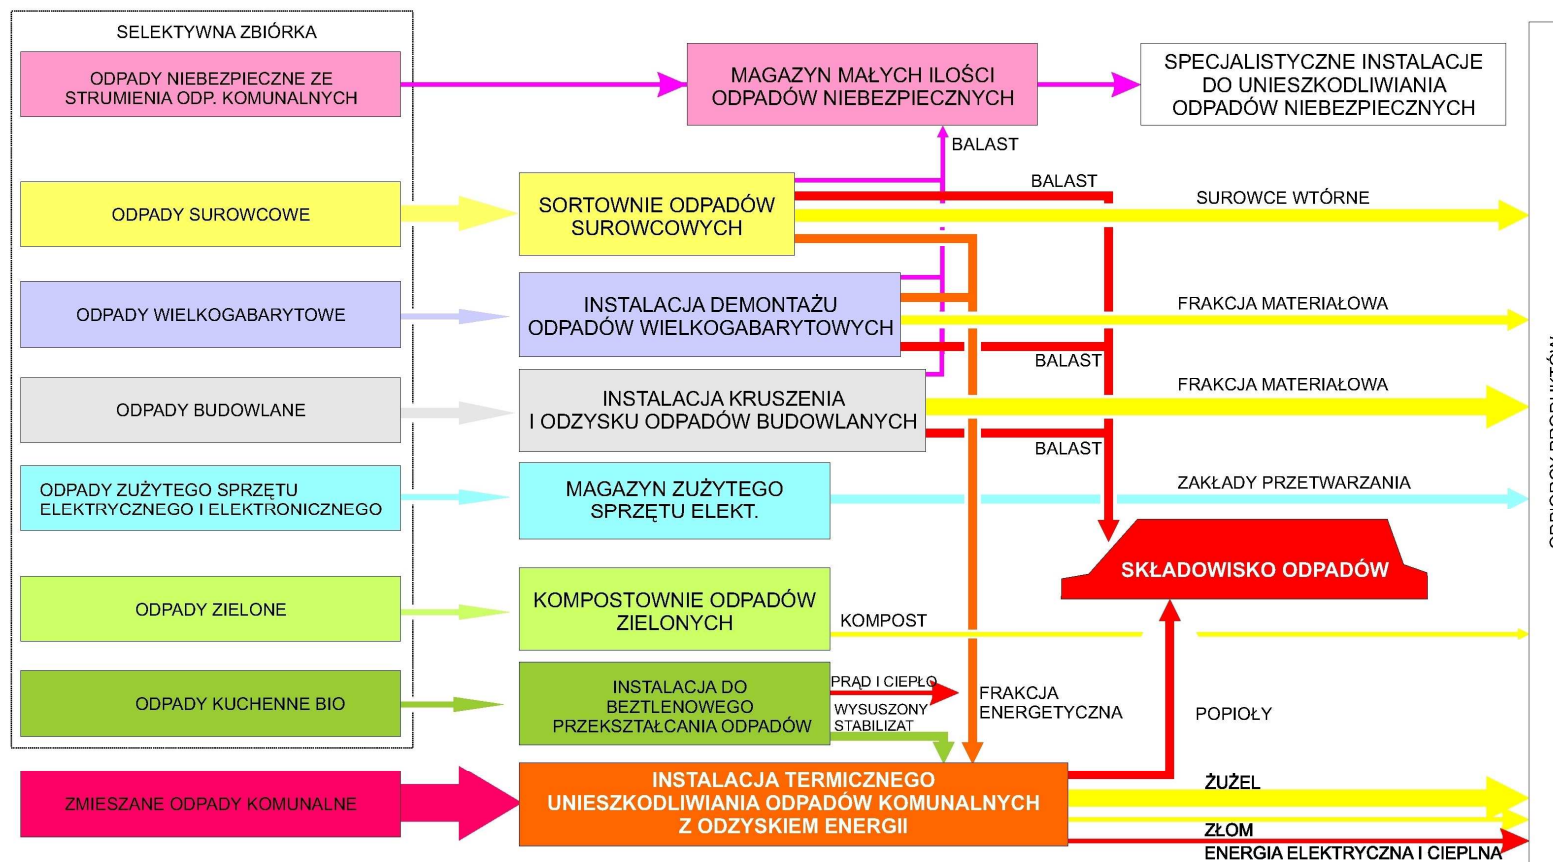 SELEKTYWNA ZBIÓRKA
ODPADY NIEBEZPIECZNE ZE
STRUMIENIA ODP. KOMUNALNYCH
MAGAZYN MAŁYCH ILOŚCI
ODPADÓW NIEBEZPIECZNYCH
SPECJALISTYCZNE INSTALACJE
DO UNIESZKODLIWIANIA
ODPADÓW NIEBEZPIECZNYCH
BALAST
ODPADY SUROWCOWE
SORTOWNIE ODPADÓW
SUROWCOWYCH
BALAST
SUROWCE WTÓRNE
ODPADY WIELKOGABARYTOWE
INSTALACJA DEMONTAŻU
ODPADÓW WIELKOGABARYTOWYCH
FRAKCJA MATERIAŁOWA
BALAST
ODPADY BUDOWLANE
INSTALACJA KRUSZENIA
I ODZYSKU ODPADÓW BUDOWLANYCH
FRAKCJA MATERIAŁOWA
BALAST
ODPADY ZUŻYTEGO SPRZĘTU
ELEKTRYCZNEGO I ELEKTRONICZNEGO
MAGAZYN ZUŻYTEGO
SPRZĘTU ELEKT.
ZAKŁADY PRZETWARZANIA
SKŁADOWISKO ODPADÓW
ODPADY ZIELONE
KOMPOSTOWNIE ODPADÓW
ZIELONYCH
KOMPOST
ODPADY KUCHENNE BIO
INSTALACJA DO
BEZTLENOWEGO
PRZEKSZTAŁCANIA ODPADÓW
PRĄD I CIEPŁO
WYSUSZONY
STABILIZAT
FRAKCJA
ENERGETYCZNA
POPIOŁY
ZMIESZANE ODPADY KOMUNALNE
INSTALACJA TERMICZNEGO
UNIESZKODLIWIANIA ODPADÓW KOMUNALNYCH
Z ODZYSKIEM ENERGII
ŻUŻEL
ZŁOM
ENERGIA ELEKTRYCZNA I CIEPLNA